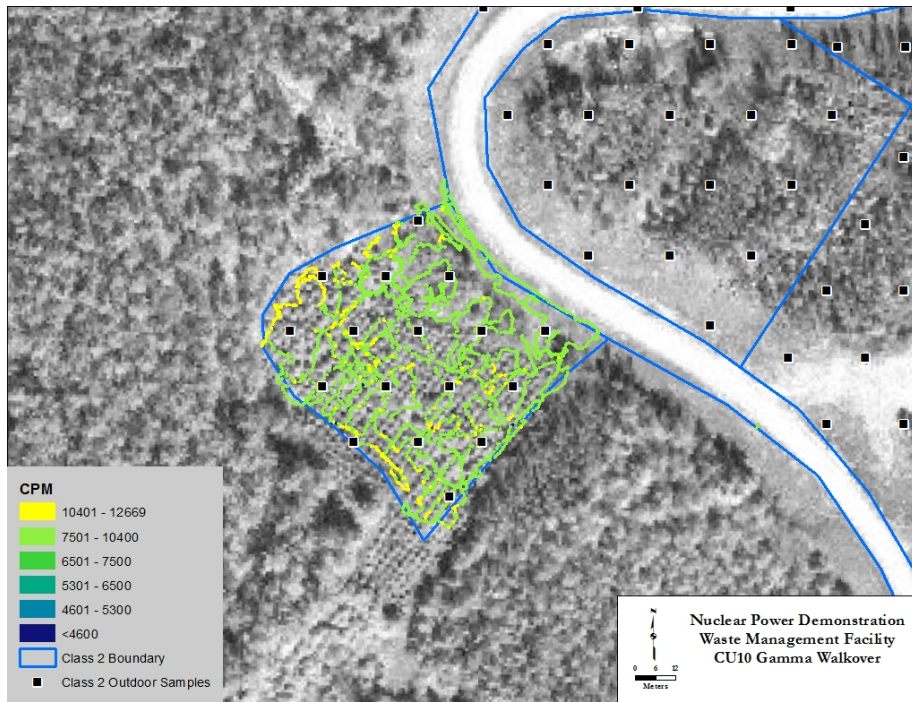 CPM
10401 - 12669
7501 - 10400
6501 - 7500
5301 - 6500
4601 - 5300
<4600
Class 2 Boundary
Class 2 Outdoor Samples
N
0 6 12
Meters
Nuclear Power Demonstration
Waste Management Facility
CU10 Gamma Walkover